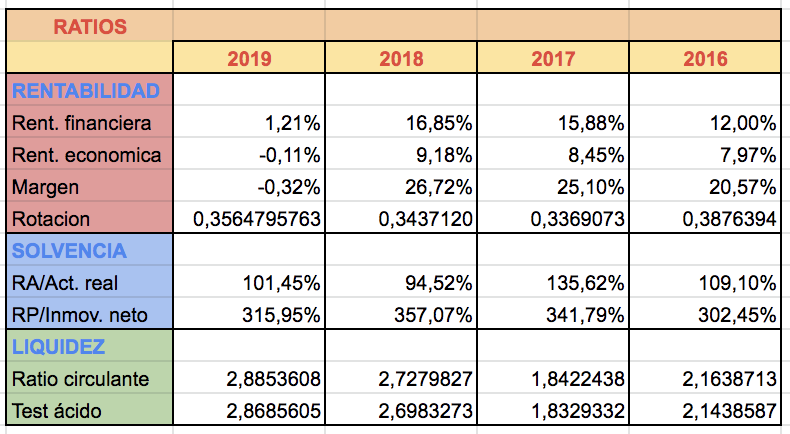 RATIOS
2019 2018 2017 2016
RENTABILIDAD
Rent. financiera 1,21% 16,85% 15,88% 12,00%
Rent. economica -0,11% 9,18% 8,45% 7,97%
Margen -0,32% 26,72% 25,10% 20,57%
Rotacion 0,3564795763 0,3437120 0,3369073 0,3876394
SOLVENCIA
RA/Act. real 101,45% 94,52% 135,62% 109,10%
RP/Inmov. neto 315,95% 357,07% 341,79% 302,45%
LIQUIDEZ
Ratio circulante 2,8853608 2,7279827 1,8422438 2,1638713
Test ácido 2,8685605 2,6983273 1,8329332 2,1438587